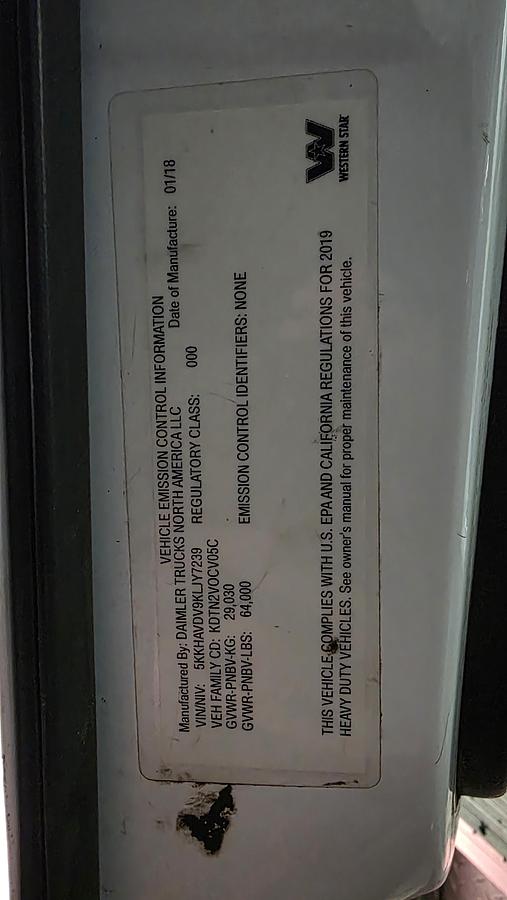 WESTERN STAR
VEHICLE EMISSION CONTROL INFORMATION
Manufactured By: DAIMLER TRUCKS NORTH AMERICA LLC Date of Manufacture: 01/18
VIN/NIV: 5KKHAVDV9KLJY7239 REGULATORY CLASS: 000
VEH FAMILY CD: KDTN2VOCV05C
GVWR-PNBV-KG: 29,030
GVWR-PNBV-LBS: 64,000 EMISSION CONTROL IDENTIFIERS: NONE
THIS VEHICLE COMPLIES WITH U.S. EPA AND CALIFORNIA REGULATIONS FOR 2019
HEAVY DUTY VEHICLES. See owner's manual for proper maintenance of this vehicle.